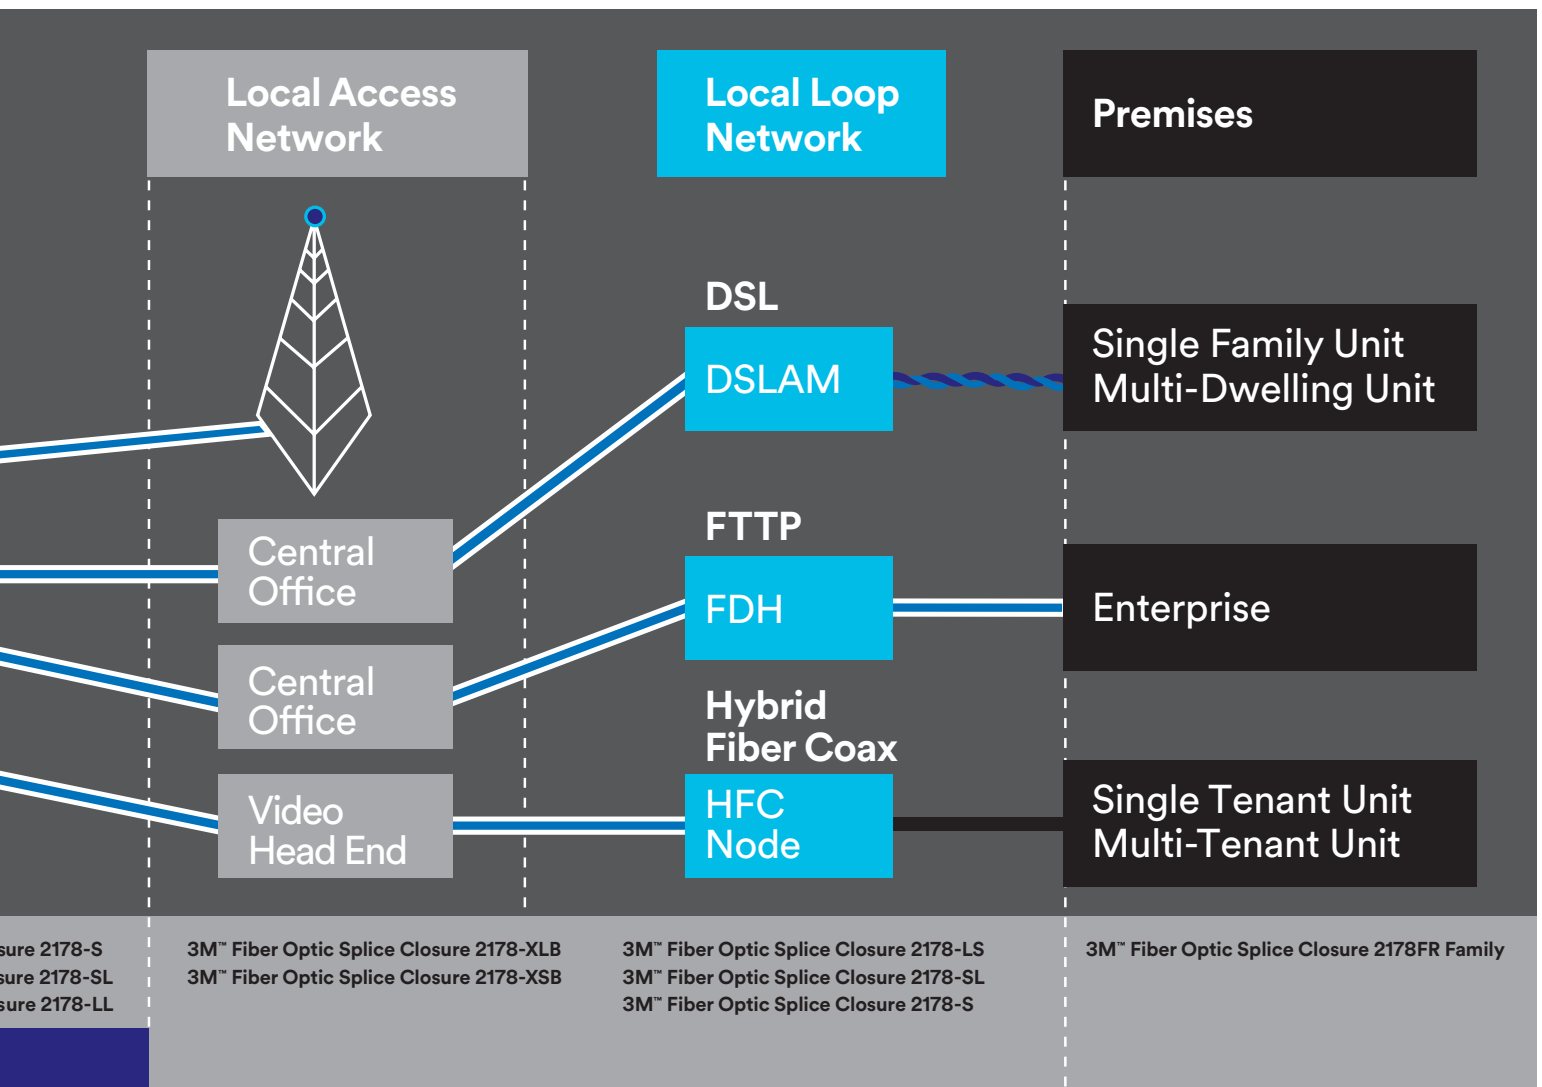 Local Access
Network
Local Loop
Network
Premises
DSL
DSLAM
Single Family Unit
Multi-Dwelling Unit
Central
Office
FTTP
FDH
Enterprise
Central
Office
Hybrid
Fiber Coax
Video
Head End
HFC
Node
Single Tenant Unit
Multi-Tenant Unit
sure 2178-S
sure 2178-SL
sure 2178-LL
3M™ Fiber Optic Splice Closure 2178-XLB
3M™ Fiber Optic Splice Closure 2178-XSB
3M™ Fiber Optic Splice Closure 2178-LS
3M™ Fiber Optic Splice Closure 2178-SL
3M™ Fiber Optic Splice Closure 2178-S
3M™ Fiber Optic Splice Closure 2178FR Family